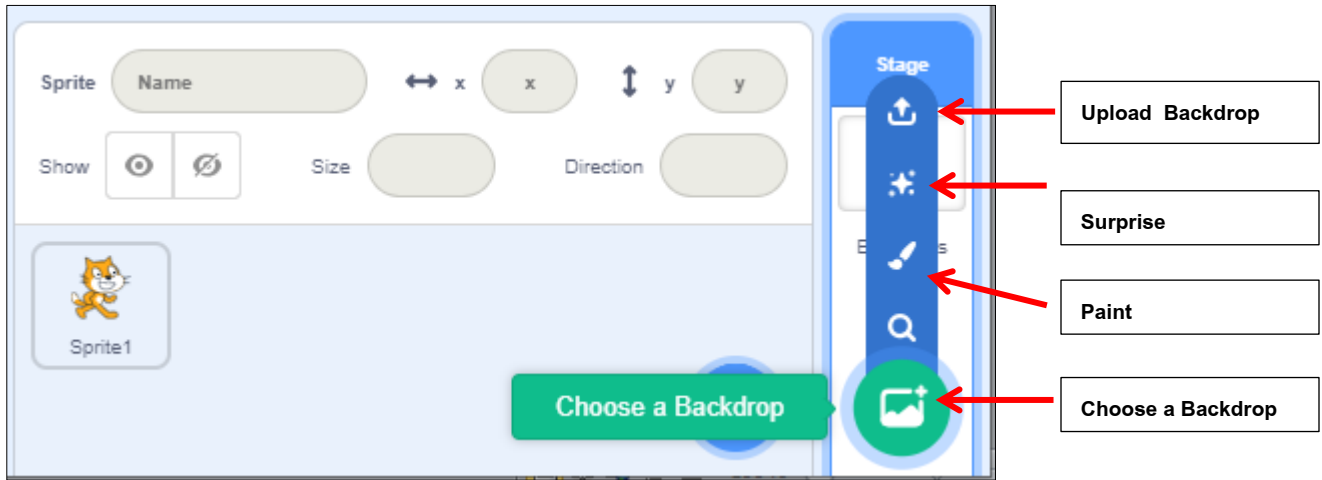 Stage
Sprite Name x x y y
Upload Backdrop
Show Size Direction
Surprise
Paint
Sprite1
Choose a Backdrop
Choose a Backdrop